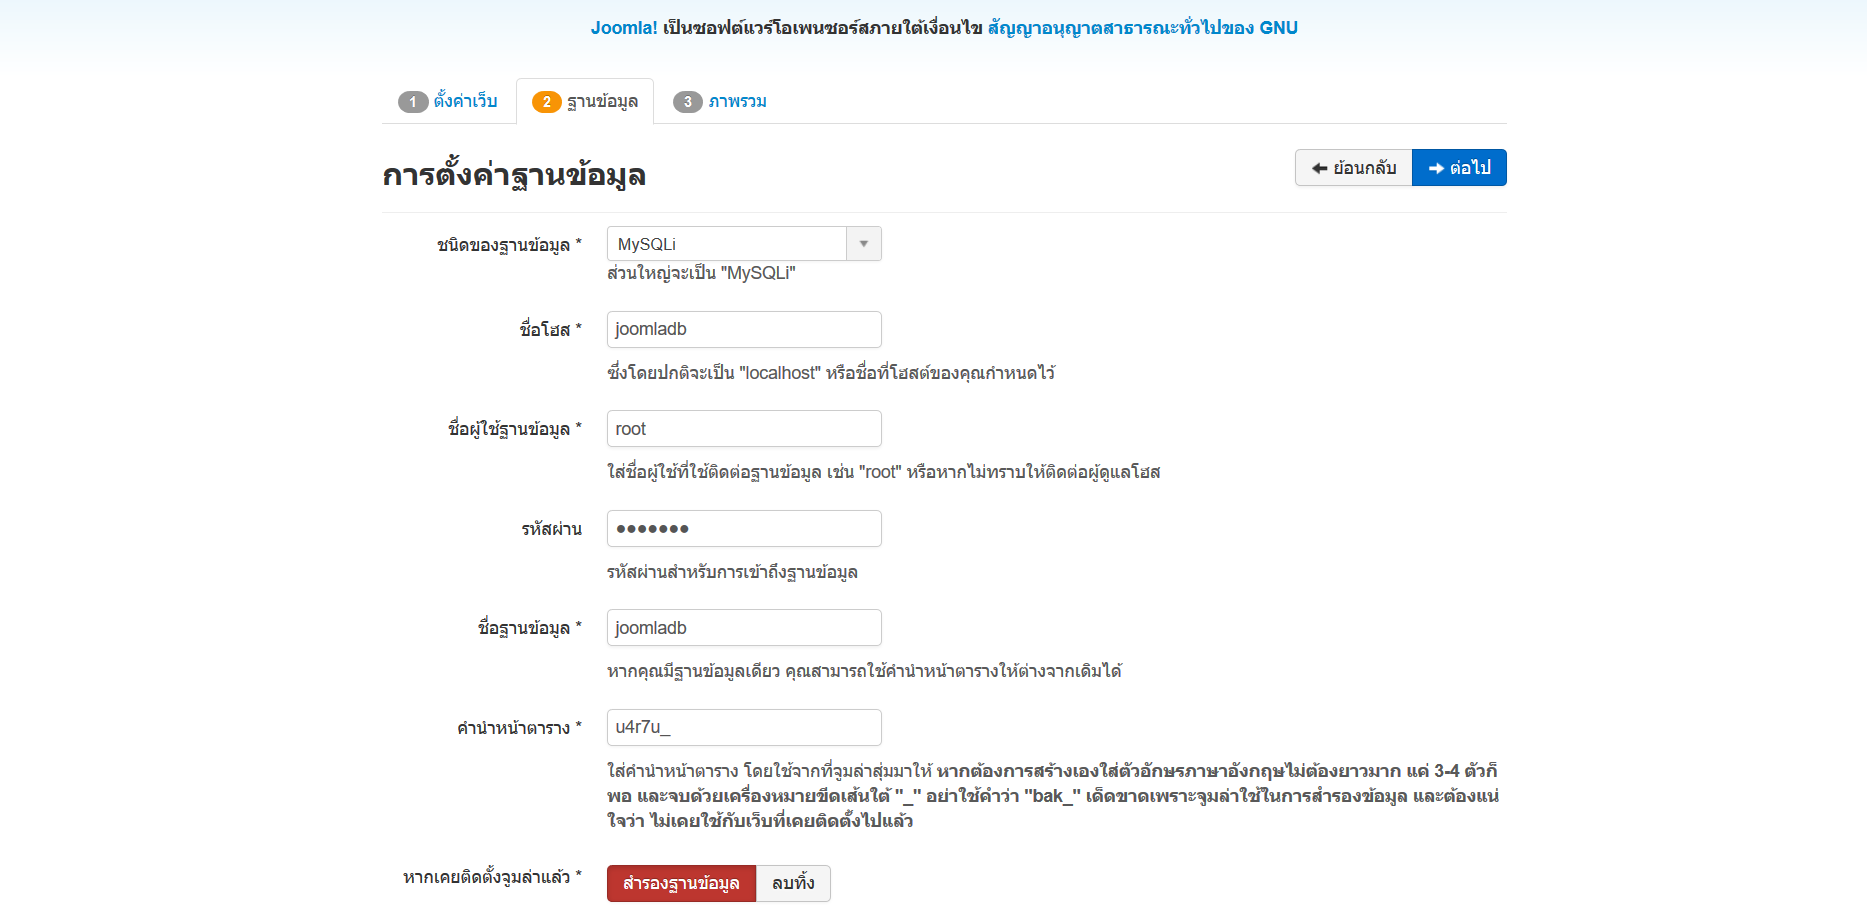 Joomla! เป็นซอฟต์แวร์โอเพนซอร์สภายใต้เงื่อนไข สัญญาอนุญาตสาธารณะทั่วไปของ GNU
1 ตั้งค่าเว็บ 2 ฐานข้อมูล 3 ภาพรวม
การตั้งค่าฐานข้อมูล
ย้อนกลับ ต่อไป
ชนิดของฐานข้อมูล * MySQLi
ส่วนใหญ่จะเป็น "MySQLi"
ชื่อโฮส * joomladb
ซึ่งโดยปกติจะเป็น "localhost" หรือชื่อที่โฮสต์ของคุณกำหนดไว้
ชื่อผู้ใช้ฐานข้อมูล * root
ใส่ชื่อผู้ใช้ที่ใช้ติดต่อฐานข้อมูล เช่น "root" หรือหากไม่ทราบให้ติดต่อผู้ดูแลโฮส
รหัสผ่าน ●●●●●●●
รหัสผ่านสำหรับการเข้าถึงฐานข้อมูล
ชื่อฐานข้อมูล * joomladb
หากคุณมีฐานข้อมูลเดียว คุณสามารถใช้คำนำหน้าตารางให้ต่างจากเดิมได้
คำนำหน้าตาราง * u4r7u_
ใส่คำนำหน้าตาราง โดยใช้จากที่จูมล่าสุ่มมาให้ หากต้องการสร้างเองใส่ตัวอักษรภาษาอังกฤษไม่ต้องยาวมาก แค่ 3-4 ตัวก็
พอ และจบด้วยเครื่องหมายขีดเส้นใต้ "_" อย่าใช้คำว่า "bak_" เด็ดขาดเพราะจูมล่าใช้ในการสำรองข้อมูล และต้องแน่
ใจว่า ไม่เคยใช้กับเว็บที่เคยติดตั้งไปแล้ว
หากเคยติดตั้งจูมล่าแล้ว * สำรองฐานข้อมูล ลบทิ้ง